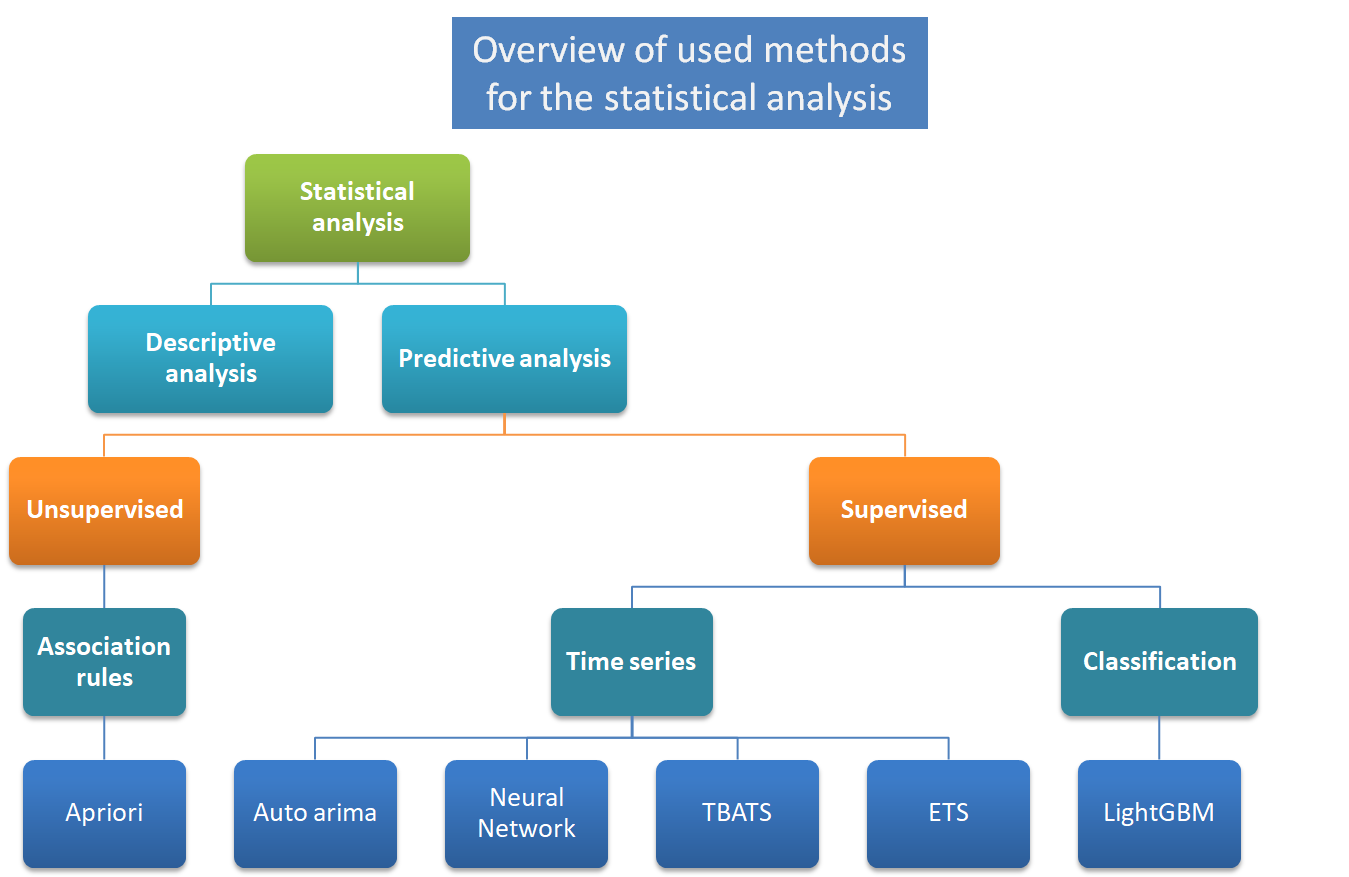 Overview of used methods
for the statistical analysis
Statistical
analysis
Descriptive
analysis
Predictive analysis
Unsupervised
Supervised
Association
rules
Time series
Classification
Apriori
Auto arima
Neural
Network
TBATS
ETS
LightGBM